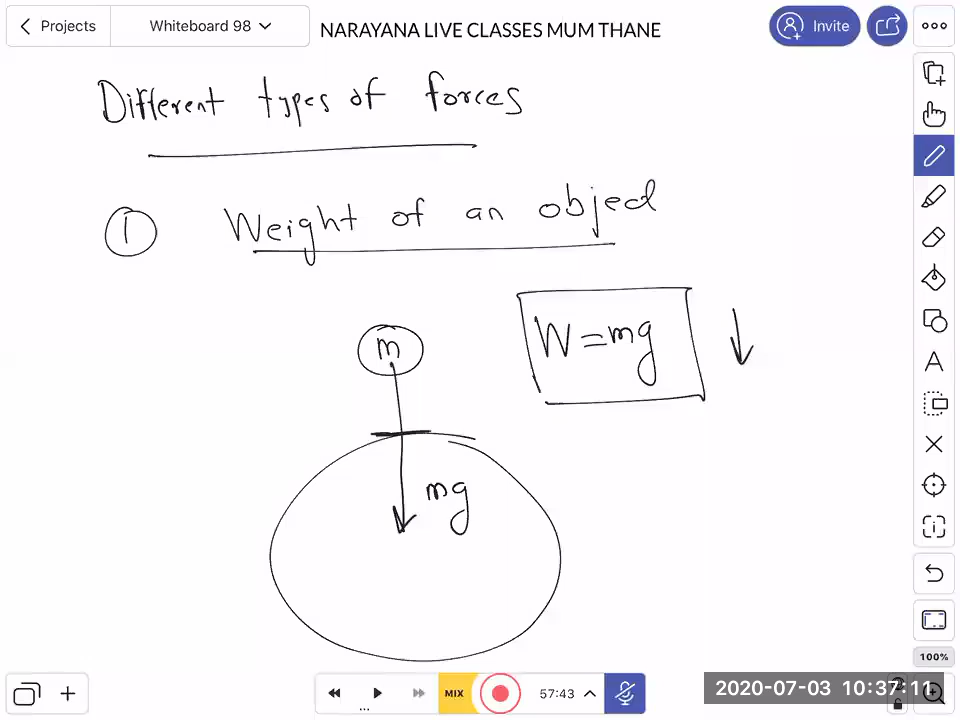 Projects
Whiteboard 98
NARAYANA LIVE CLASSES MUM THANE
Invite
Different types of forces
1 Weight of an object
m
W = mg
mg
A
100%
MIX
57:43
2020-07-03 10:37:11